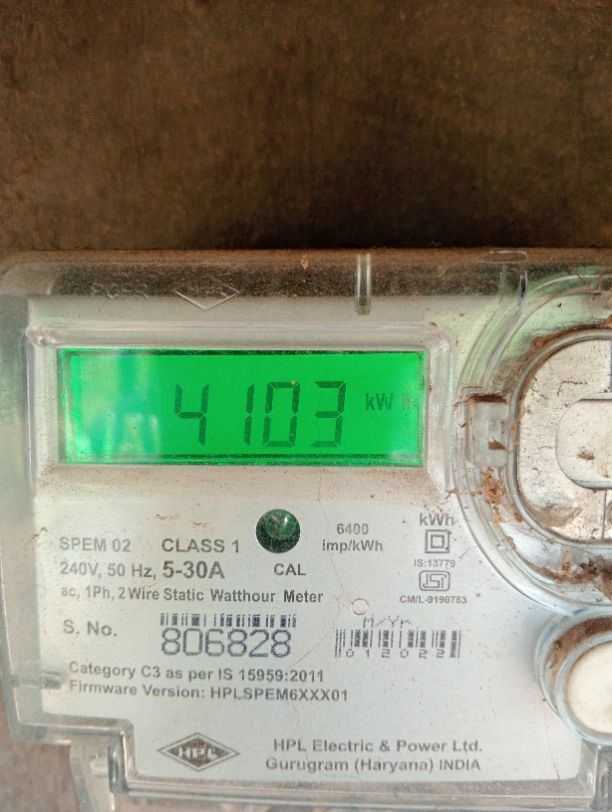 4103 kWh
SPEM 02 CLASS 1
6400 imp/kWh
kWh
240V, 50 Hz, 5-30A
CAL
IS:13779
ac, 1Ph, 2 Wire Static Watthour Meter
CM/L-9190783
S. No. 806828
M/Yr
012022
Category C3 as per IS 15959:2011
Firmware Version: HPLSPEM6XXX01
HPL
HPL Electric & Power Ltd.
Gurugram (Haryana) INDIA